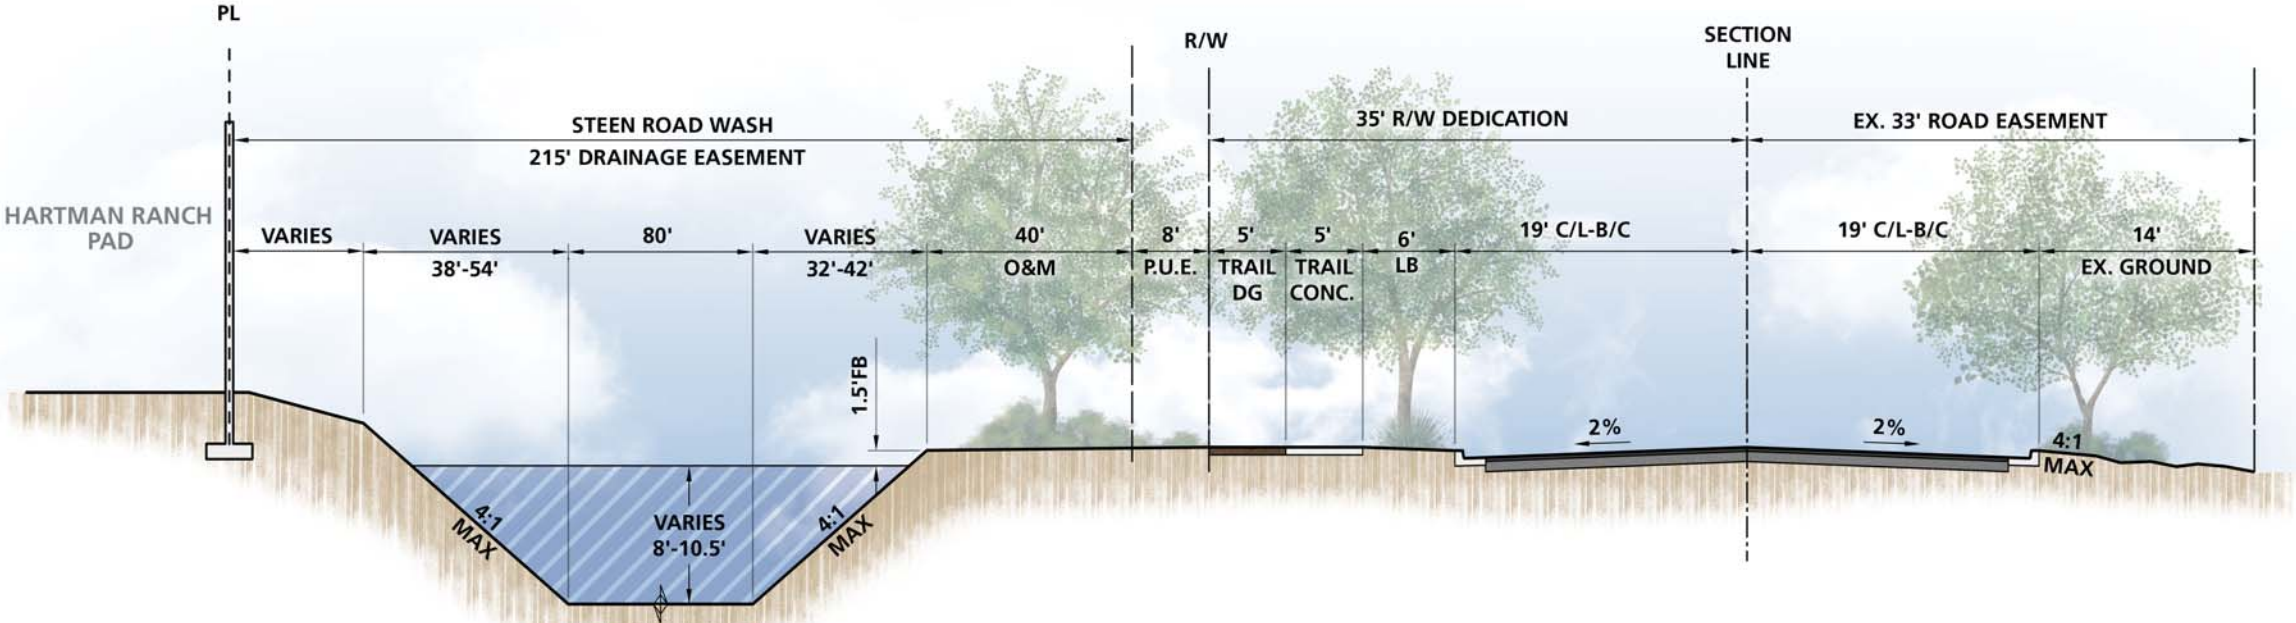 PL
R/W
SECTION
LINE
STEEN ROAD WASH
215' DRAINAGE EASEMENT
35' R/W DEDICATION
EX. 33' ROAD EASEMENT
HARTMAN RANCH
PAD
VARIES
VARIES
38'-54'
80'
VARIES
32'-42'
40'
O&M
8'
P.U.E.
5'
TRAIL
DG
5'
TRAIL
CONC.
6'
LB
19' C/L-B/C
19' C/L-B/C
14'
EX. GROUND
1.5'FB
4:1
MAX
VARIES
8'-10.5'
4:1
MAX
2%
2%
4:1
MAX